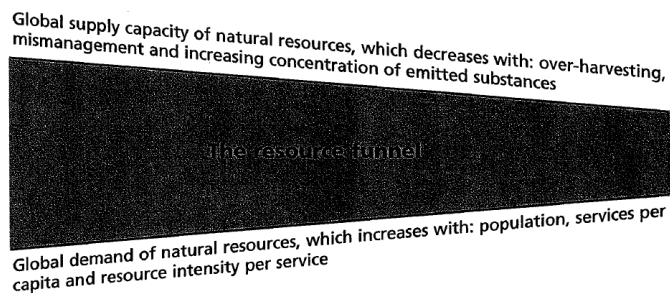 Global supply capacity of natural resources, which decreases with: over-harvesting,
mismanagement and increasing concentration of emitted substances
The resource funnel
Global demand of natural resources, which increases with: population, services per
capita and resource intensity per service